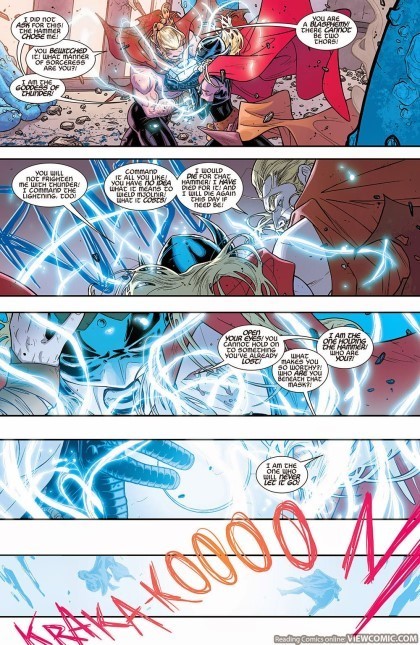 I DID NOT
ASK FOR THIS!
THE HAMMER
CHOSE ME!
YOU BEWITCHED
IT! WHAT MANNER
OF SORCERESS
ARE YOU?!
I AM THE
GODDESS OF
THUNDER!
YOU ARE
A BLASPHEMY!
THERE CANNOT
BE TWO
THORS!
YOU WILL
NOT FRIGHTEN
ME WITH THUNDER!
I COMMAND THE
LIGHTNING, TOO!
COMMAND
IT ALL YOU LIKE!
YOU HAVE NO IDEA
WHAT IT MEANS TO
WIELD MJOLNIR!
WHAT IT COSTS!
I WOULD
DIE FOR THAT
HAMMER! I HAVE
DIED FOR IT! AND I
WILL DIE AGAIN
THIS DAY IF
NEED BE!
OPEN
YOUR EYES! YOU
CANNOT HOLD ON
TO SOMETHING
YOU'VE ALREADY
LOST!
WHAT
MAKES YOU
SO WORTHY?!
WHO ARE YOU
BENEATH THAT
MASK?!
I AM THE
ONE HOLDING
THE HAMMER!
WHO ARE
YOU?!
I AM
THE ONE WHO
WILL NEVER
LET IT GO!
KRAKA-KOOOON
Reading Comics online: VIEWCOMIC.COM